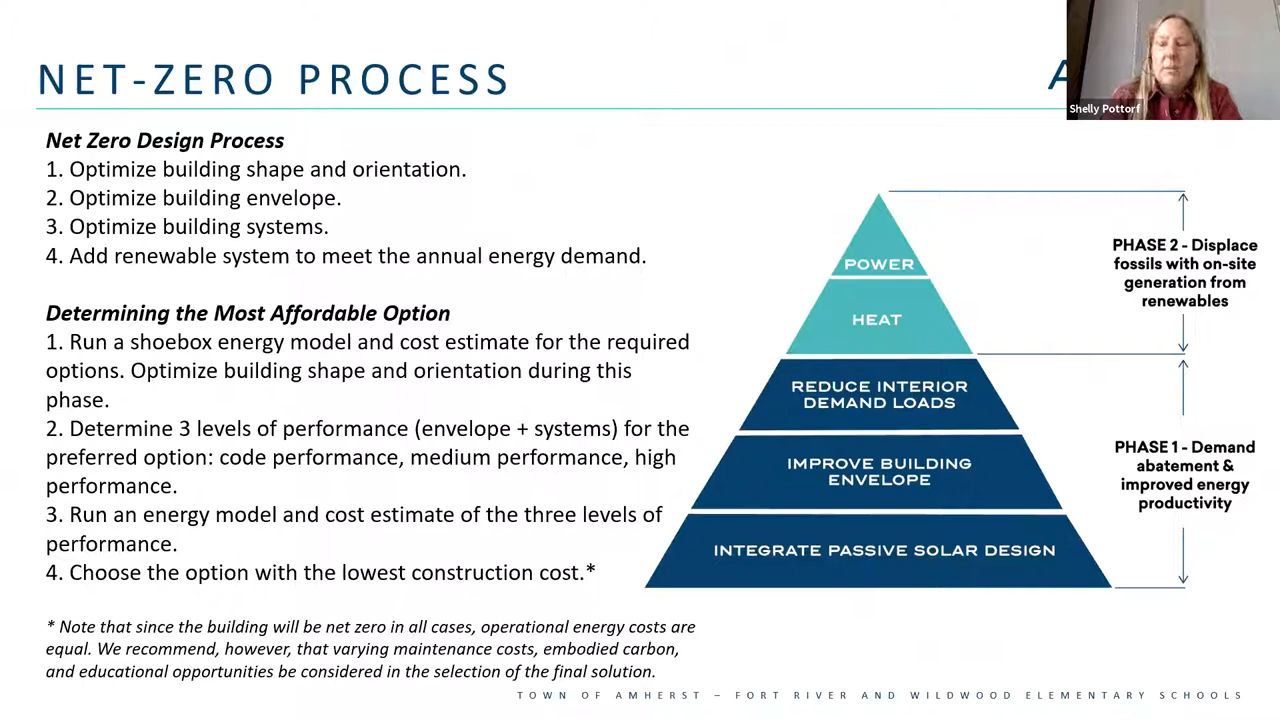 NET-ZERO PROCESS
A
Shelly Pottorf
Net Zero Design Process
1. Optimize building shape and orientation.
2. Optimize building envelope.
3. Optimize building systems.
4. Add renewable system to meet the annual energy demand.
Determining the Most Affordable Option
1. Run a shoebox energy model and cost estimate for the required
options. Optimize building shape and orientation during this
phase.
2. Determine 3 levels of performance (envelope + systems) for the
preferred option: code performance, medium performance, high
performance.
3. Run an energy model and cost estimate of the three levels of
performance.
4. Choose the option with the lowest construction cost.*
* Note that since the building will be net zero in all cases, operational energy costs are
equal. We recommend, however, that varying maintenance costs, embodied carbon,
and educational opportunities be considered in the selection of the final solution.
POWER
HEAT
REDUCE INTERIOR
DEMAND LOADS
IMPROVE BUILDING
ENVELOPE
INTEGRATE PASSIVE SOLAR DESIGN
PHASE 2 - Displace
fossils with on-site
generation from
renewables
PHASE 1 - Demand
abatement &
improved energy
productivity
TOWN OF AMHERST – FORT RIVER AND WILDWOOD ELEMENTARY SCHOOLS